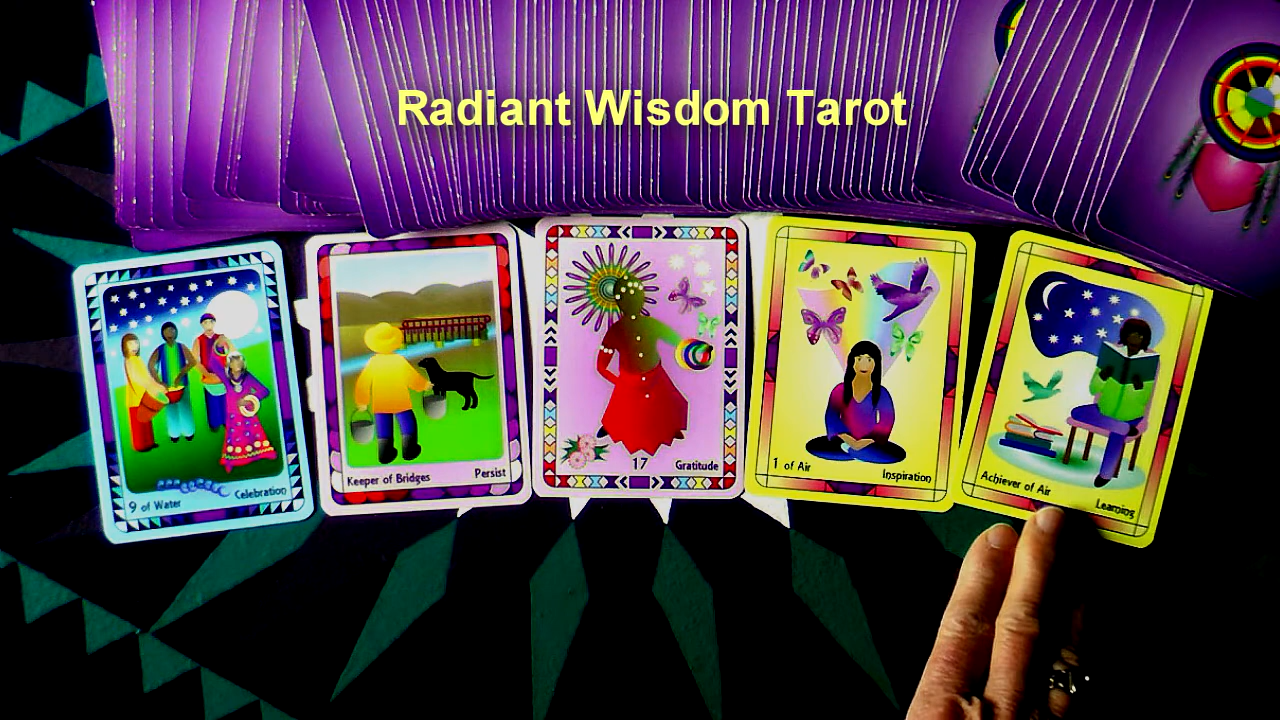 Radiant Wisdom Tarot
9 of Water
Celebration
Keeper of Bridges
Persist
17
Gratitude
1 of Air
Inspiration
Achiever of Air
Learning